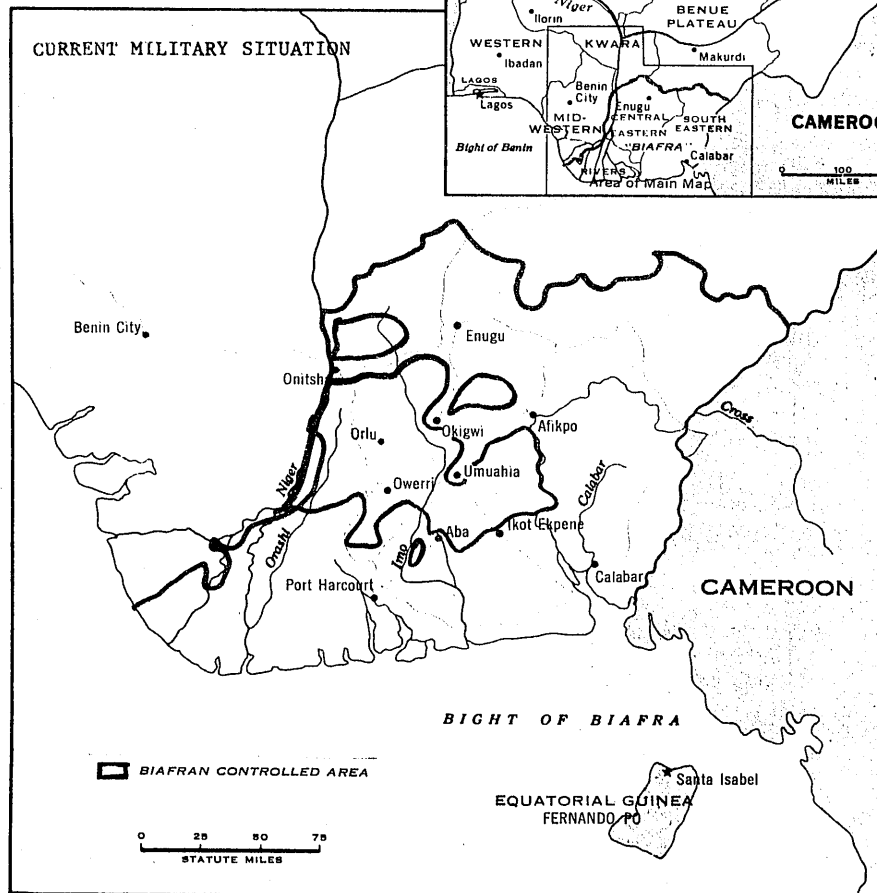 CURRENT MILITARY SITUATION
Niger
Ilorin
BENUE
PLATEAU
WESTERN
KWARA
Ibadan
Makurdi
LAGOS
Lagos
Benin
City
Enugu
MID-
WESTERN
CENTRAL
EASTERN
SOUTH
EASTERN
"BIAFRA"
Bight of Benin
Calabar
RIVERS
Area of Main Map
CAMEROO
0 100
MILES
Benin City
Enugu
Onitsh
Cross
Orlu
Okigwi
Afikpo
Umuahia
Niger
Owerri
Calabar
Orashi
Imo
Aba
Ikot Ekpene
Port Harcourt
Calabar
CAMEROON
BIGHT OF BIAFRA
BIAFRAN CONTROLLED AREA
Santa Isabel
EQUATORIAL GUINEA
FERNANDO PO
0 25 50 75
STATUTE MILES